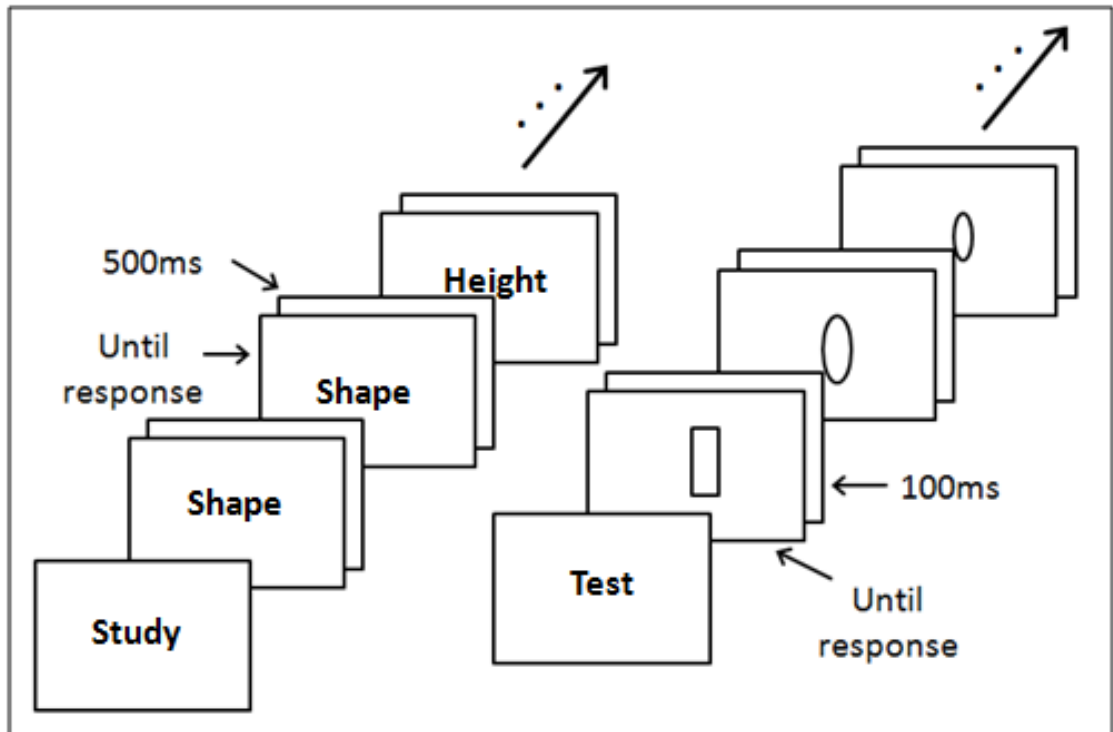 500ms
Until
response
Height
Shape
Shape
Study
100ms
Test
Until
response